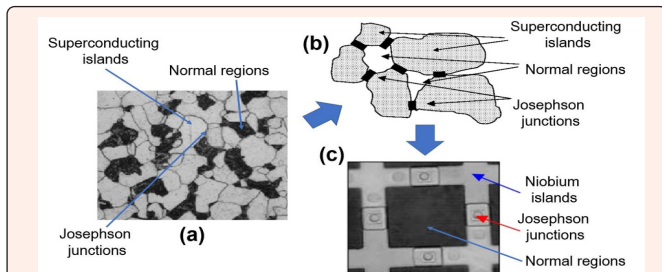 Superconducting
islands
Normal regions
Josephson
junctions
(a)
(b)
Superconducting
islands
Normal regions
Josephson
junctions
(c)
Niobium
islands
Josephson
junctions
Normal regions